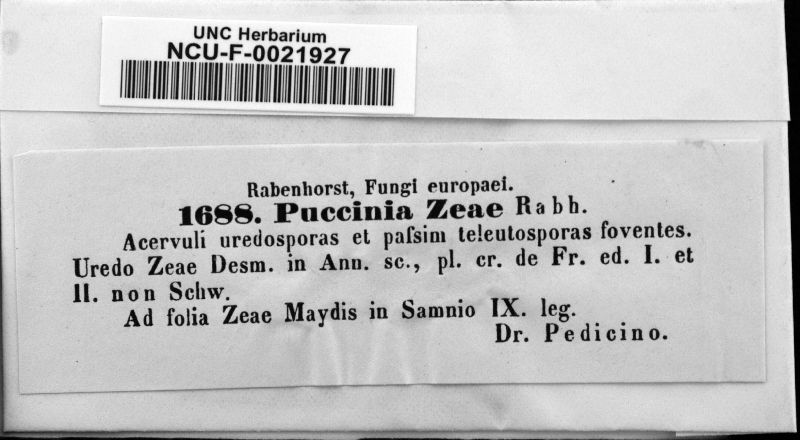 UNC Herbarium
NCU-F-0021927
Rabenhorst, Fungi europaei.
1688. Puccinia Zeae Rabh.
Acervuli uredosporas et paſsim teleutosporas foventes.
Uredo Zeae Desm. in Ann. sc., pl. cr. de Fr. ed. I. et
II. non Schw.
Ad folia Zeae Maydis in Samnio IX. leg.
Dr. Pedicino.